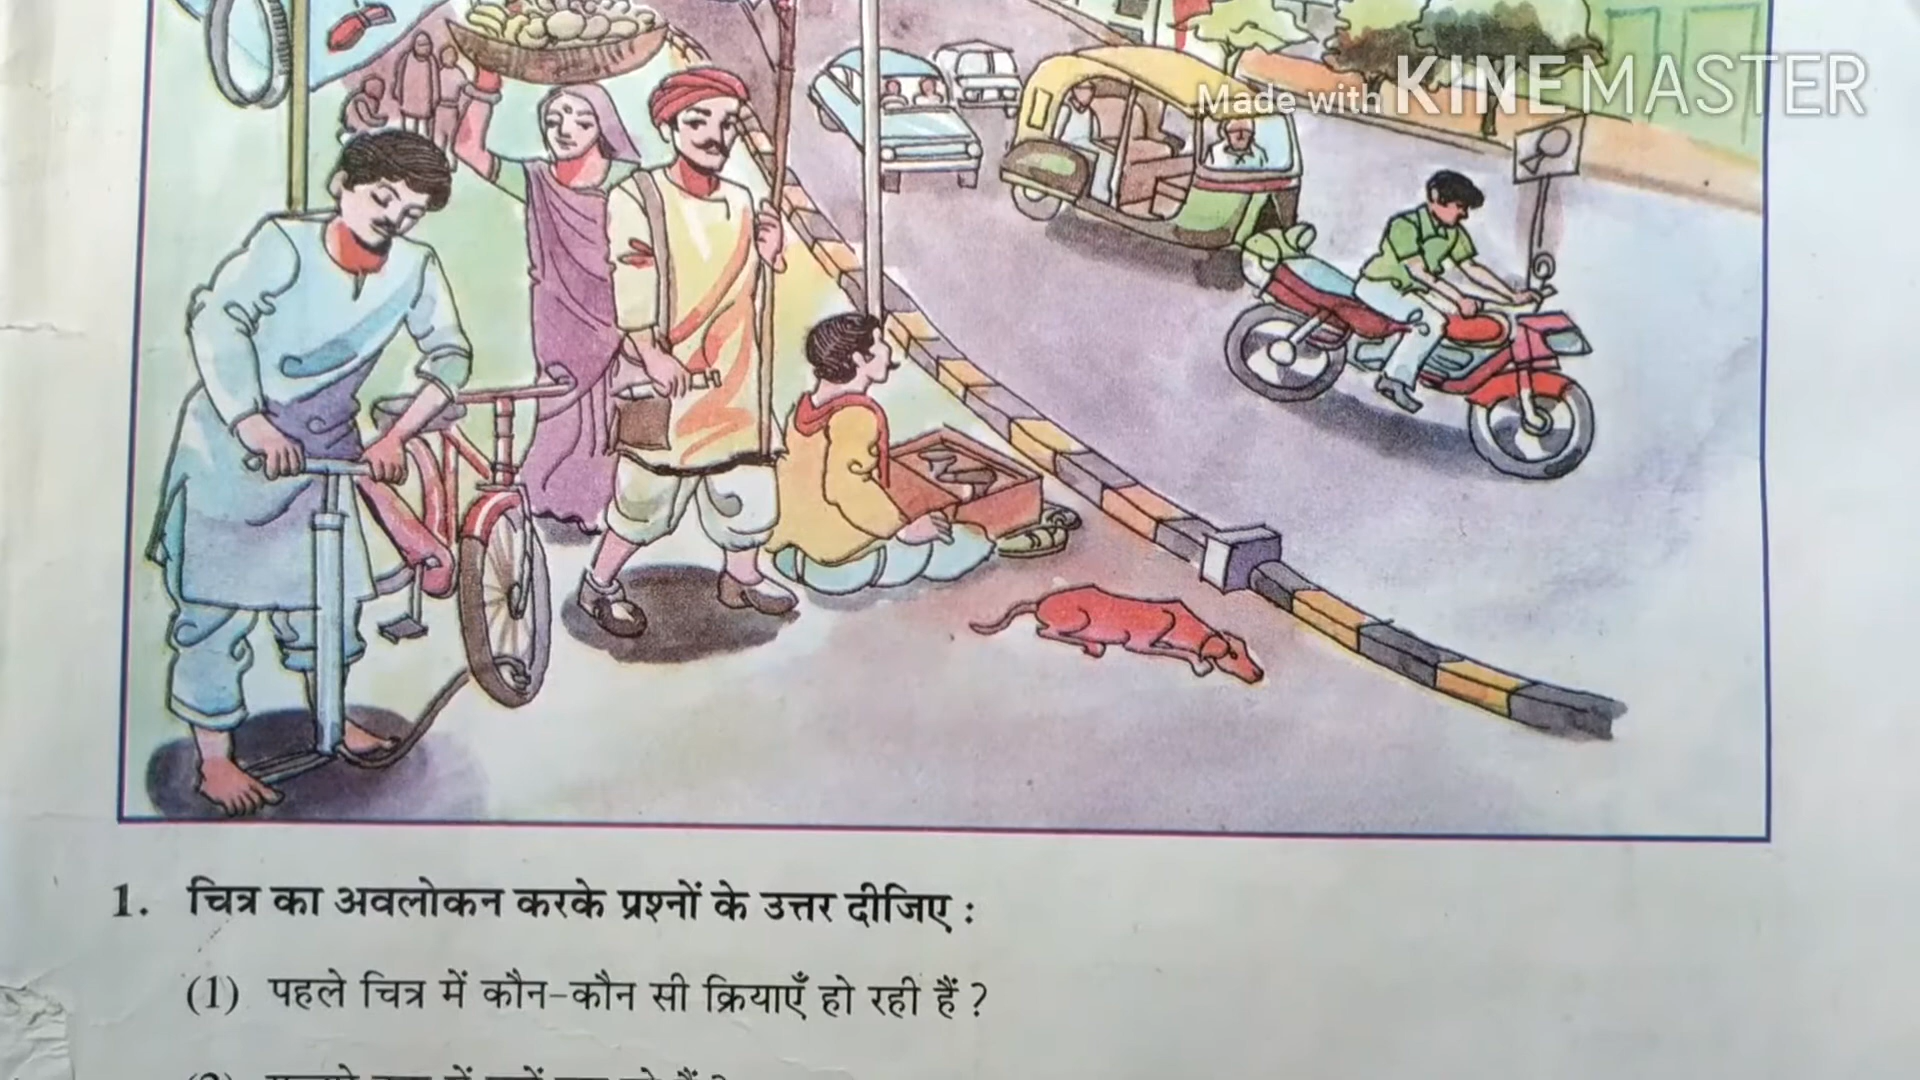 Made with KINEMASTER
1. चित्र का अवलोकन करके प्रश्नों के उत्तर दीजिए :
(1) पहले चित्र में कौन-कौन सी क्रियाएँ हो रही हैं ?